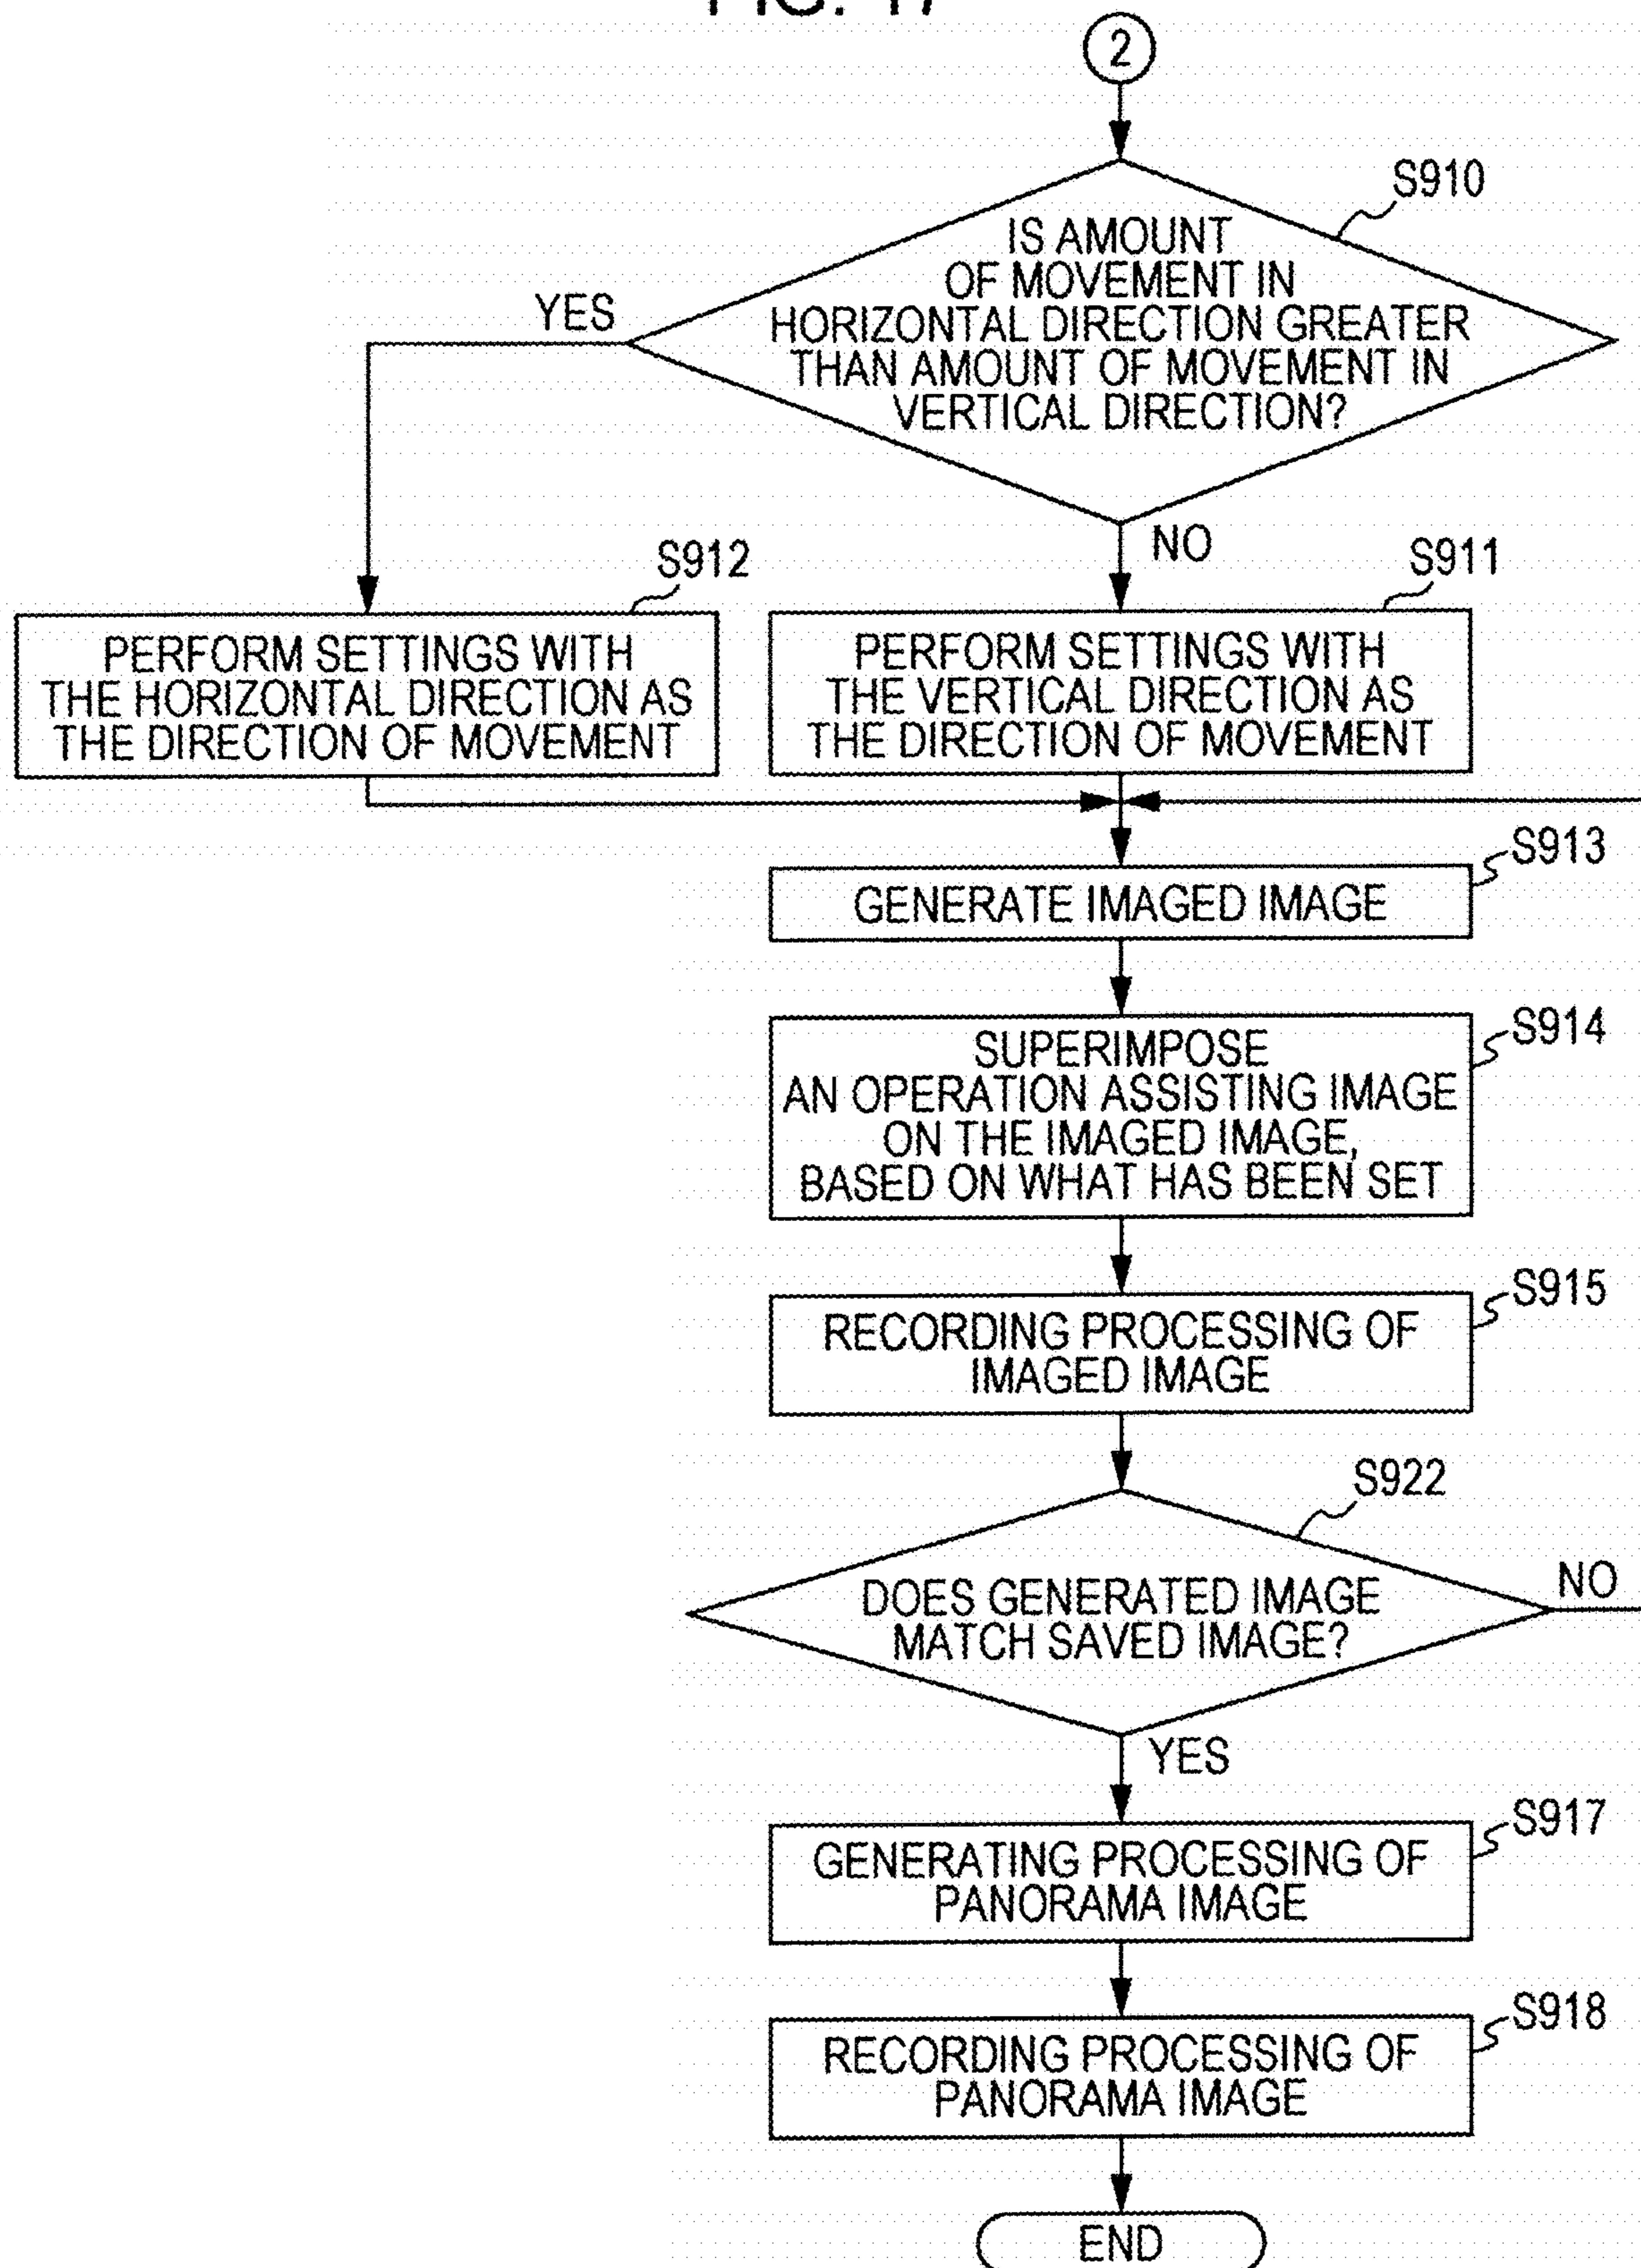 2
S910
IS AMOUNT
OF MOVEMENT IN
HORIZONTAL DIRECTION GREATER
THAN AMOUNT OF MOVEMENT IN
VERTICAL DIRECTION?
YES
NO
S912
PERFORM SETTINGS WITH
THE HORIZONTAL DIRECTION AS
THE DIRECTION OF MOVEMENT
S911
PERFORM SETTINGS WITH
THE VERTICAL DIRECTION AS
THE DIRECTION OF MOVEMENT
S913
GENERATE IMAGED IMAGE
S914
SUPERIMPOSE
AN OPERATION ASSISTING IMAGE
ON THE IMAGED IMAGE,
BASED ON WHAT HAS BEEN SET
S915
RECORDING PROCESSING OF
IMAGED IMAGE
S922
DOES GENERATED IMAGE
MATCH SAVED IMAGE?
NO
YES
S917
GENERATING PROCESSING OF
PANORAMA IMAGE
S918
RECORDING PROCESSING OF
PANORAMA IMAGE
END